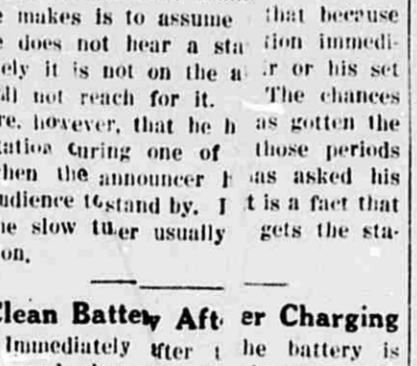 e makes is to assume that because
e does not hear a station immedi-
ely it is not on the air or his set
ill not reach for it. The chances
re, however, that he has gotten the
tation during one of those periods
when the announcer has asked his
udience to stand by. It is a fact that
he slow tuner usually gets the sta-
on.
Clean Battery After Charging
Immediately after the battery is